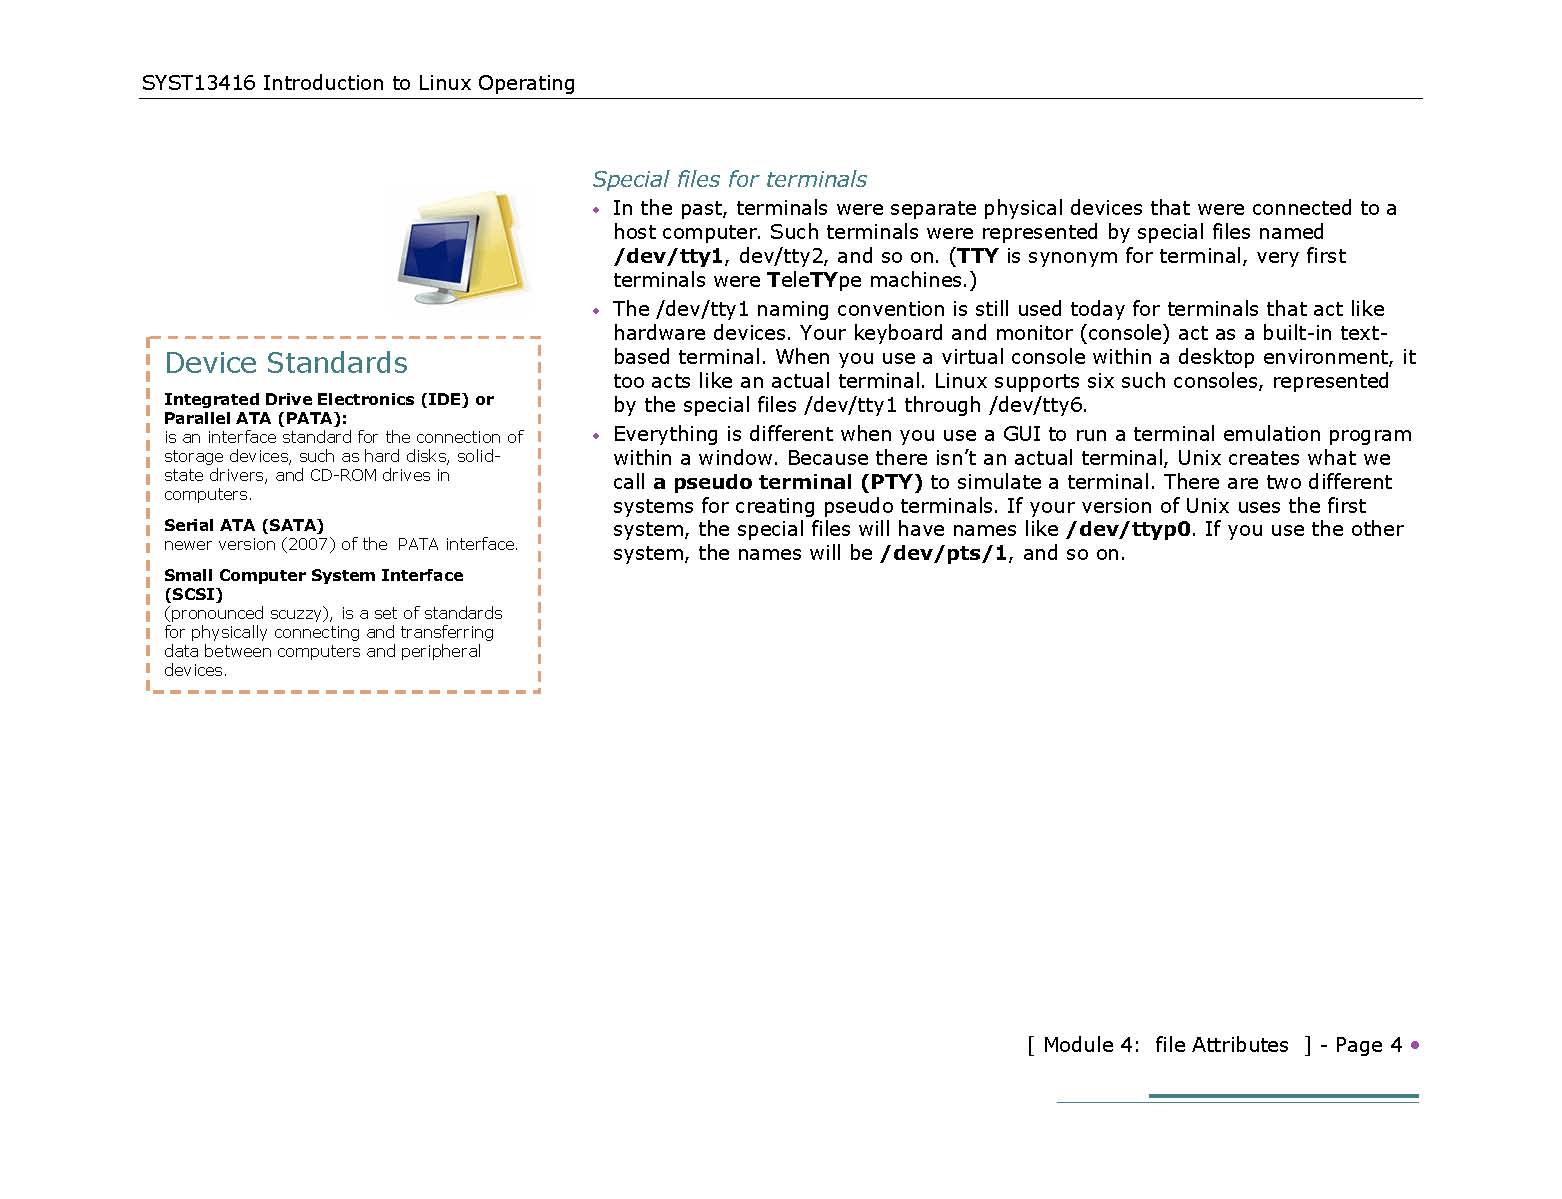 SYST13416 Introduction to Linux Operating
Device Standards
Integrated Drive Electronics (IDE) or
Parallel ATA (PATA):
is an interface standard for the connection of
storage devices, such as hard disks, solid-
state drivers, and CD-ROM drives in
computers.
Serial ATA (SATA)
newer version (2007) of the PATA interface.
Small Computer System Interface
(SCSI)
(pronounced scuzzy), is a set of standards
for physically connecting and transferring
data between computers and peripheral
devices.
Special files for terminals
• In the past, terminals were separate physical devices that were connected to a
host computer. Such terminals were represented by special files named
/dev/tty1, dev/tty2, and so on. (TTY is synonym for terminal, very first
terminals were TeleTYpe machines.)
• The /dev/tty1 naming convention is still used today for terminals that act like
hardware devices. Your keyboard and monitor (console) act as a built-in text-
based terminal. When you use a virtual console within a desktop environment, it
too acts like an actual terminal. Linux supports six such consoles, represented
by the special files /dev/tty1 through /dev/tty6.
• Everything is different when you use a GUI to run a terminal emulation program
within a window. Because there isn’t an actual terminal, Unix creates what we
call a pseudo terminal (PTY) to simulate a terminal. There are two different
systems for creating pseudo terminals. If your version of Unix uses the first
system, the special files will have names like /dev/ttyp0. If you use the other
system, the names will be /dev/pts/1, and so on.
[ Module 4: file Attributes ] - Page 4 •